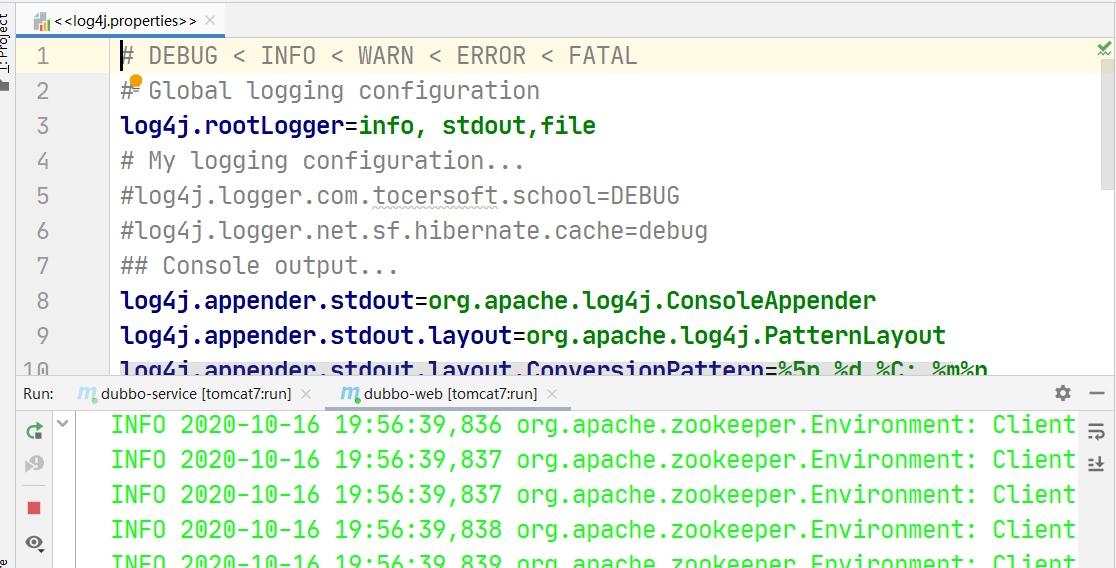 1: Project
<<log4j.properties>>
1 # DEBUG < INFO < WARN < ERROR < FATAL
2 # Global logging configuration
3 log4j.rootLogger=info, stdout,file
4 # My logging configuration...
5 #log4j.logger.com.tocersoft.school=DEBUG
6 #log4j.logger.net.sf.hibernate.cache=debug
7 ## Console output...
8 log4j.appender.stdout=org.apache.log4j.ConsoleAppender
9 log4j.appender.stdout.layout=org.apache.log4j.PatternLayout
10 log4j.appender.stdout.layout.ConversionPattern=%5p %d %C: %m%n
Run: dubbo-service [tomcat7:run] dubbo-web [tomcat7:run]
INFO 2020-10-16 19:56:39,836 org.apache.zookeeper.Environment: Client
INFO 2020-10-16 19:56:39,837 org.apache.zookeeper.Environment: Client
INFO 2020-10-16 19:56:39,837 org.apache.zookeeper.Environment: Client
INFO 2020-10-16 19:56:39,838 org.apache.zookeeper.Environment: Client
INFO 2020-10-16 19:56:39,839 org.apache.zookeeper.Environment: Client